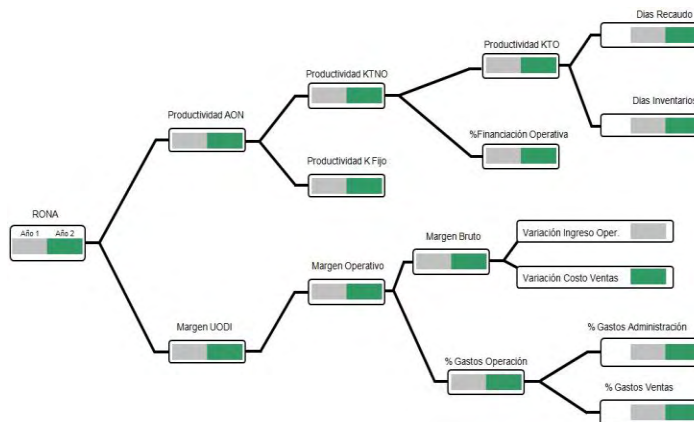 Dias Recaudo
Productividad KTO
Productividad KTNO
Dias Inventarios
Productividad AON
%Financiación Operativa
Productividad K Fijo
RONA
Año 1 Año 2
Variación Ingreso Oper.
Margen Bruto
Margen Operativo
Variación Costo Ventas
Margen UODI
% Gastos Administración
% Gastos Operación
% Gastos Ventas